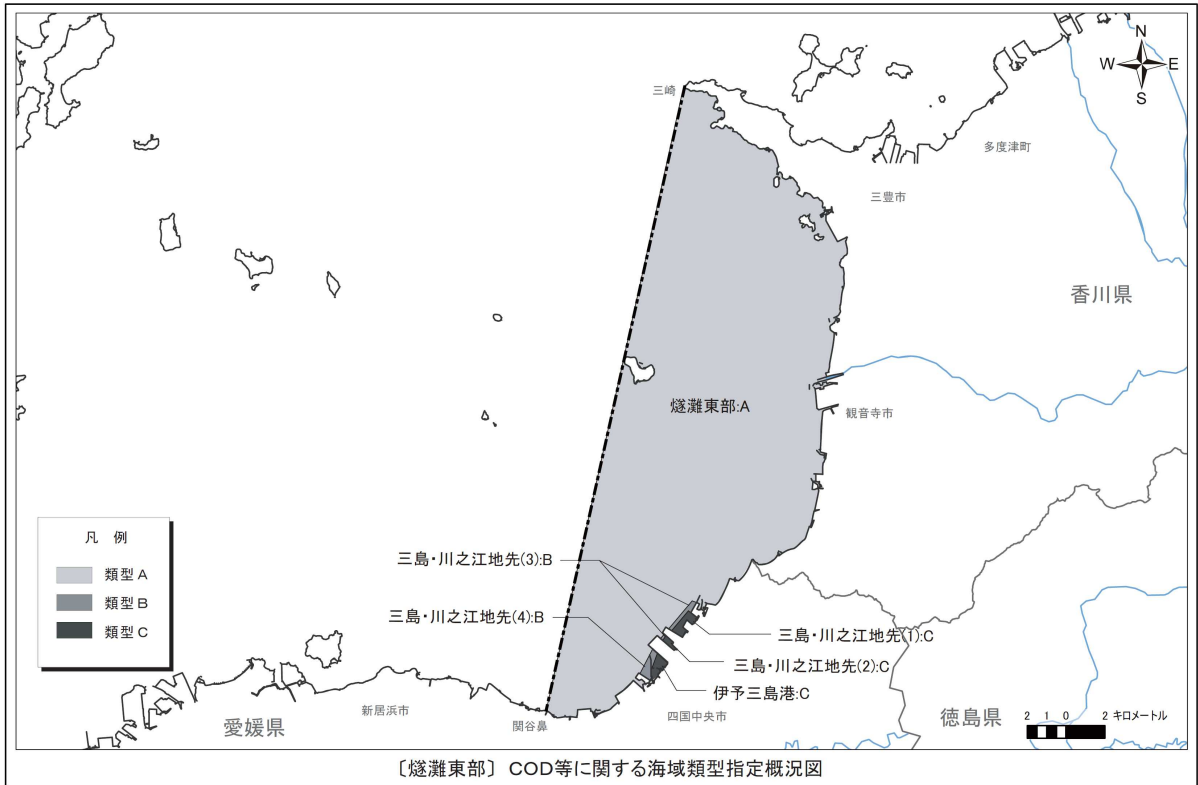 N
W E
S
三崎
多度津町
三豊市
香川県
燧灘東部:A
観音寺市
凡 例
類型 A
類型 B
類型 C
三島・川之江地先(3):B
三島・川之江地先(4):B
三島・川之江地先(1):C
三島・川之江地先(2):C
伊予三島港:C
新居浜市
愛媛県
関谷鼻
四国中央市
徳島県
2 1 0 2 キロメートル
〔燧灘東部〕 COD等に関する海域類型指定概況図